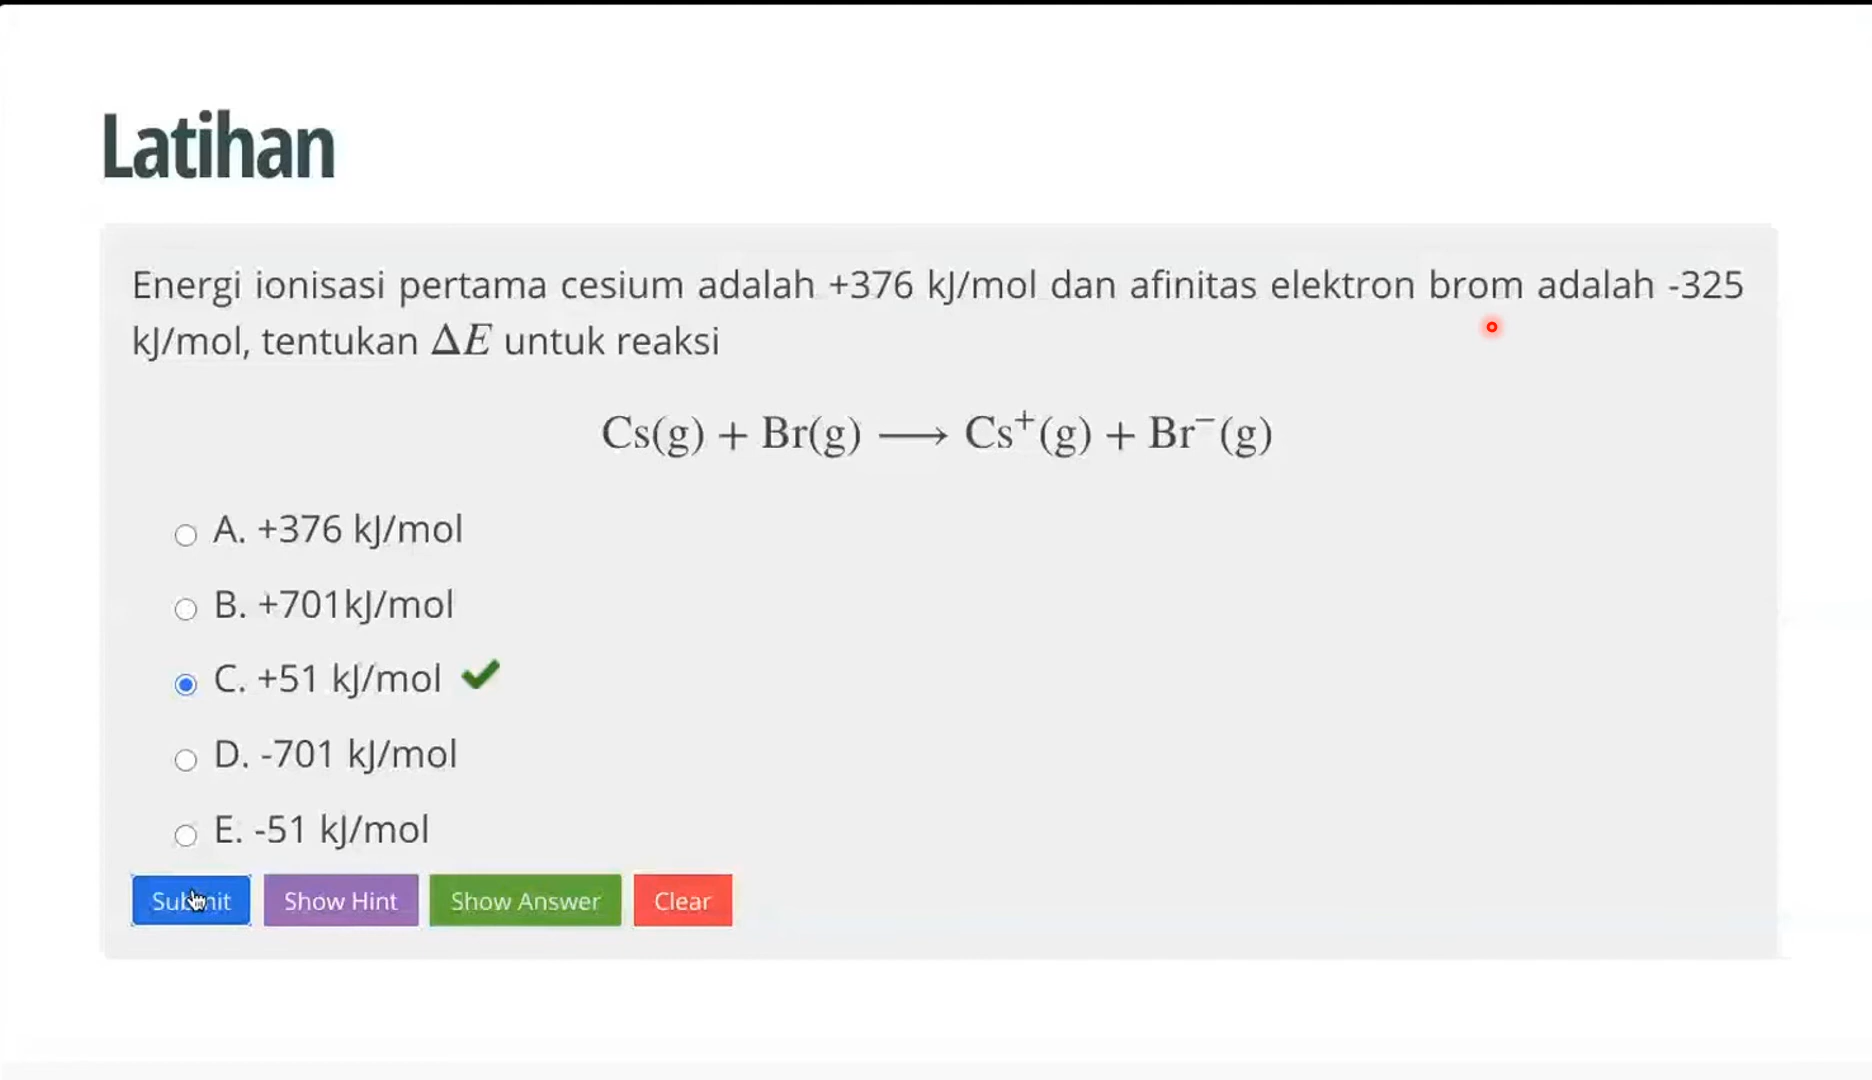 Latihan
Energi ionisasi pertama cesium adalah +376 kJ/mol dan afinitas elektron brom adalah -325
kJ/mol, tentukan ΔE untuk reaksi
Cs(g) + Br(g) ⟶ Cs⁺(g) + Br⁻(g)
A. +376 kJ/mol
B. +701kJ/mol
C. +51 kJ/mol
D. -701 kJ/mol
E. -51 kJ/mol
Submit Show Hint Show Answer Clear